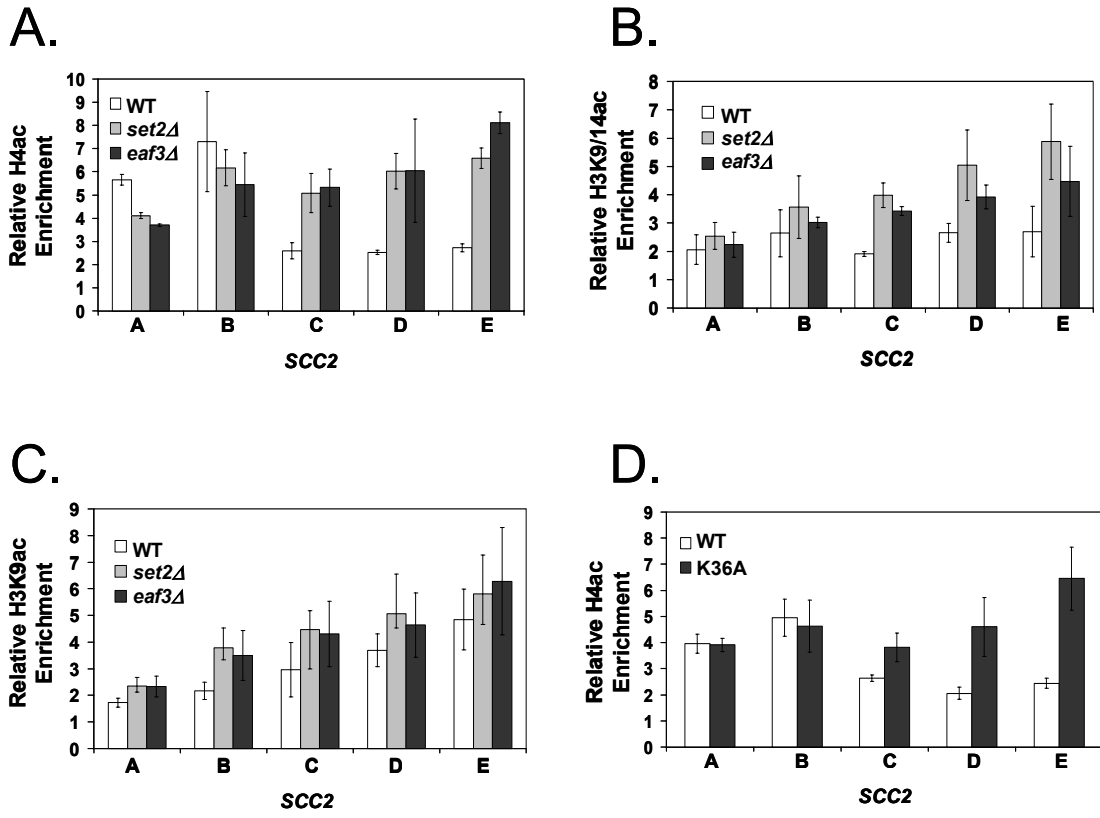 A.
Relative H4ac
Enrichment
10
9
8
7
6
5
4
3
2
1
0
WT
set2Δ
eaf3Δ
A B C D E
SCC2
B.
Relative H3K9/14ac
Enrichment
8
7
6
5
4
3
2
1
0
WT
set2Δ
eaf3Δ
A B C D E
SCC2
C.
Relative H3K9ac
Enrichment
9
8
7
6
5
4
3
2
1
0
WT
set2Δ
eaf3Δ
A B C D E
SCC2
D.
Relative H4ac
Enrichment
9
8
7
6
5
4
3
2
1
0
WT
K36A
A B C D E
SCC2